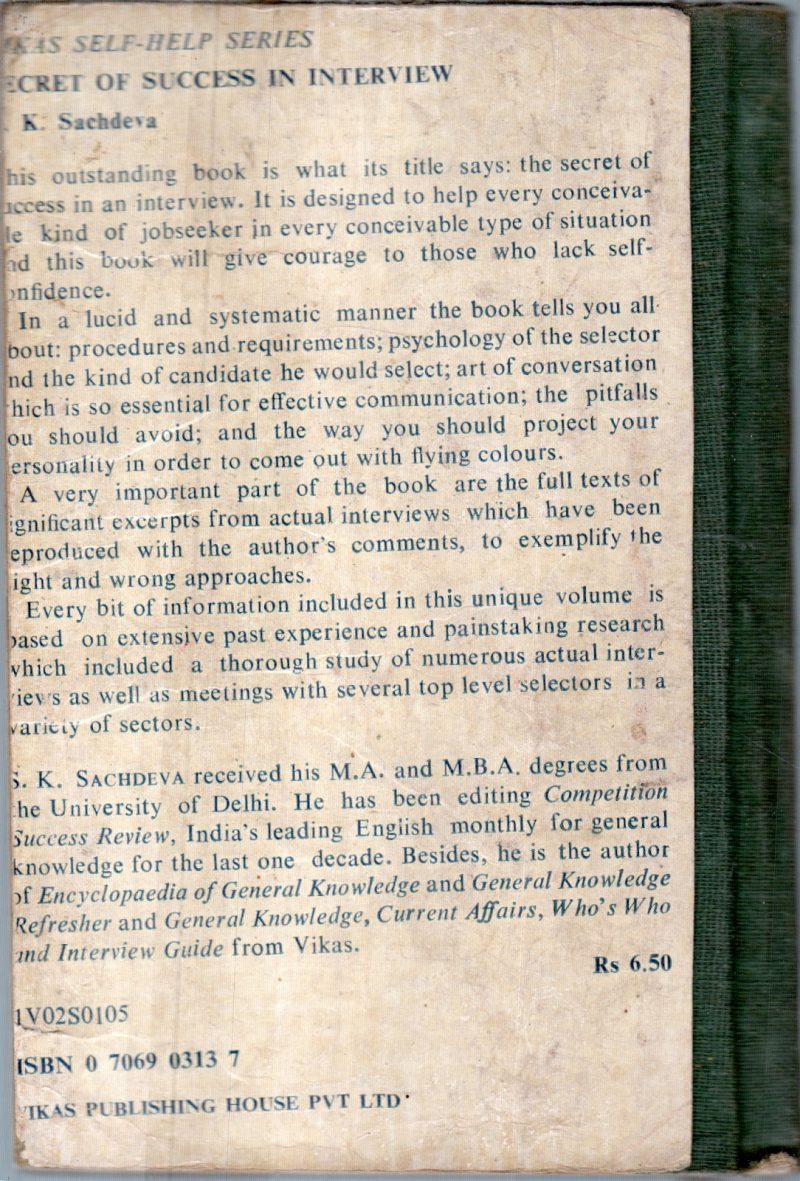 KAS SELF-HELP SERIES
ECRET OF SUCCESS IN INTERVIEW
K. Sachdeva
his outstanding book is what its title says: the secret of
uccess in an interview. It is designed to help every conceiva-
le kind of jobseeker in every conceivable type of situation
nd this book will give courage to those who lack self-
onfidence.
In a lucid and systematic manner the book tells you all
bout: procedures and requirements; psychology of the selector
nd the kind of candidate he would select; art of conversation
hich is so essential for effective communication; the pitfalls
ou should avoid; and the way you should project your
ersonality in order to come out with flying colours.
A very important part of the book are the full texts of
ignificant excerpts from actual interviews which have been
eproduced with the author's comments, to exemplify the
ight and wrong approaches.
Every bit of information included in this unique volume is
based on extensive past experience and painstaking research
which included a thorough study of numerous actual inter-
views as well as meetings with several top level selectors in a
variety of sectors.
S. K. SACHDEVA received his M.A. and M.B.A. degrees from
the University of Delhi. He has been editing Competition
Success Review, India's leading English monthly for general
knowledge for the last one decade. Besides, he is the author
of Encyclopaedia of General Knowledge and General Knowledge
Refresher and General Knowledge, Current Affairs, Who's Who
and Interview Guide from Vikas.
Rs 6.50
1V02S0105
ISBN 0 7069 0313 7
VIKAS PUBLISHING HOUSE PVT LTD